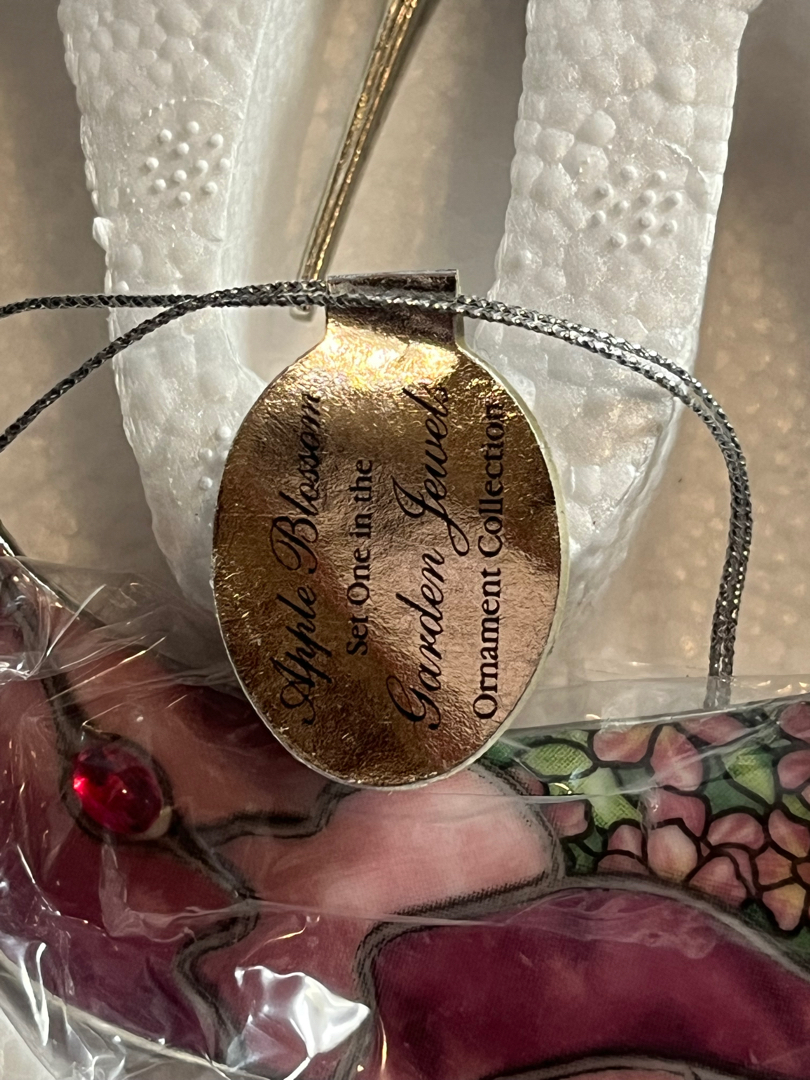 Apple Blossom
Set One in the
Garden Jewels
Ornament Collection